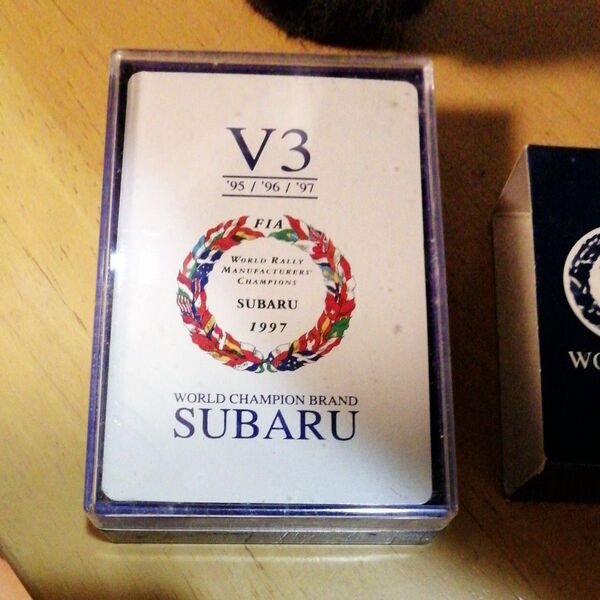 V3
'95 / '96 / '97
FIA
WORLD RALLY
MANUFACTURERS'
CHAMPIONS
SUBARU
1997
WORLD CHAMPION BRAND
SUBARU
WO